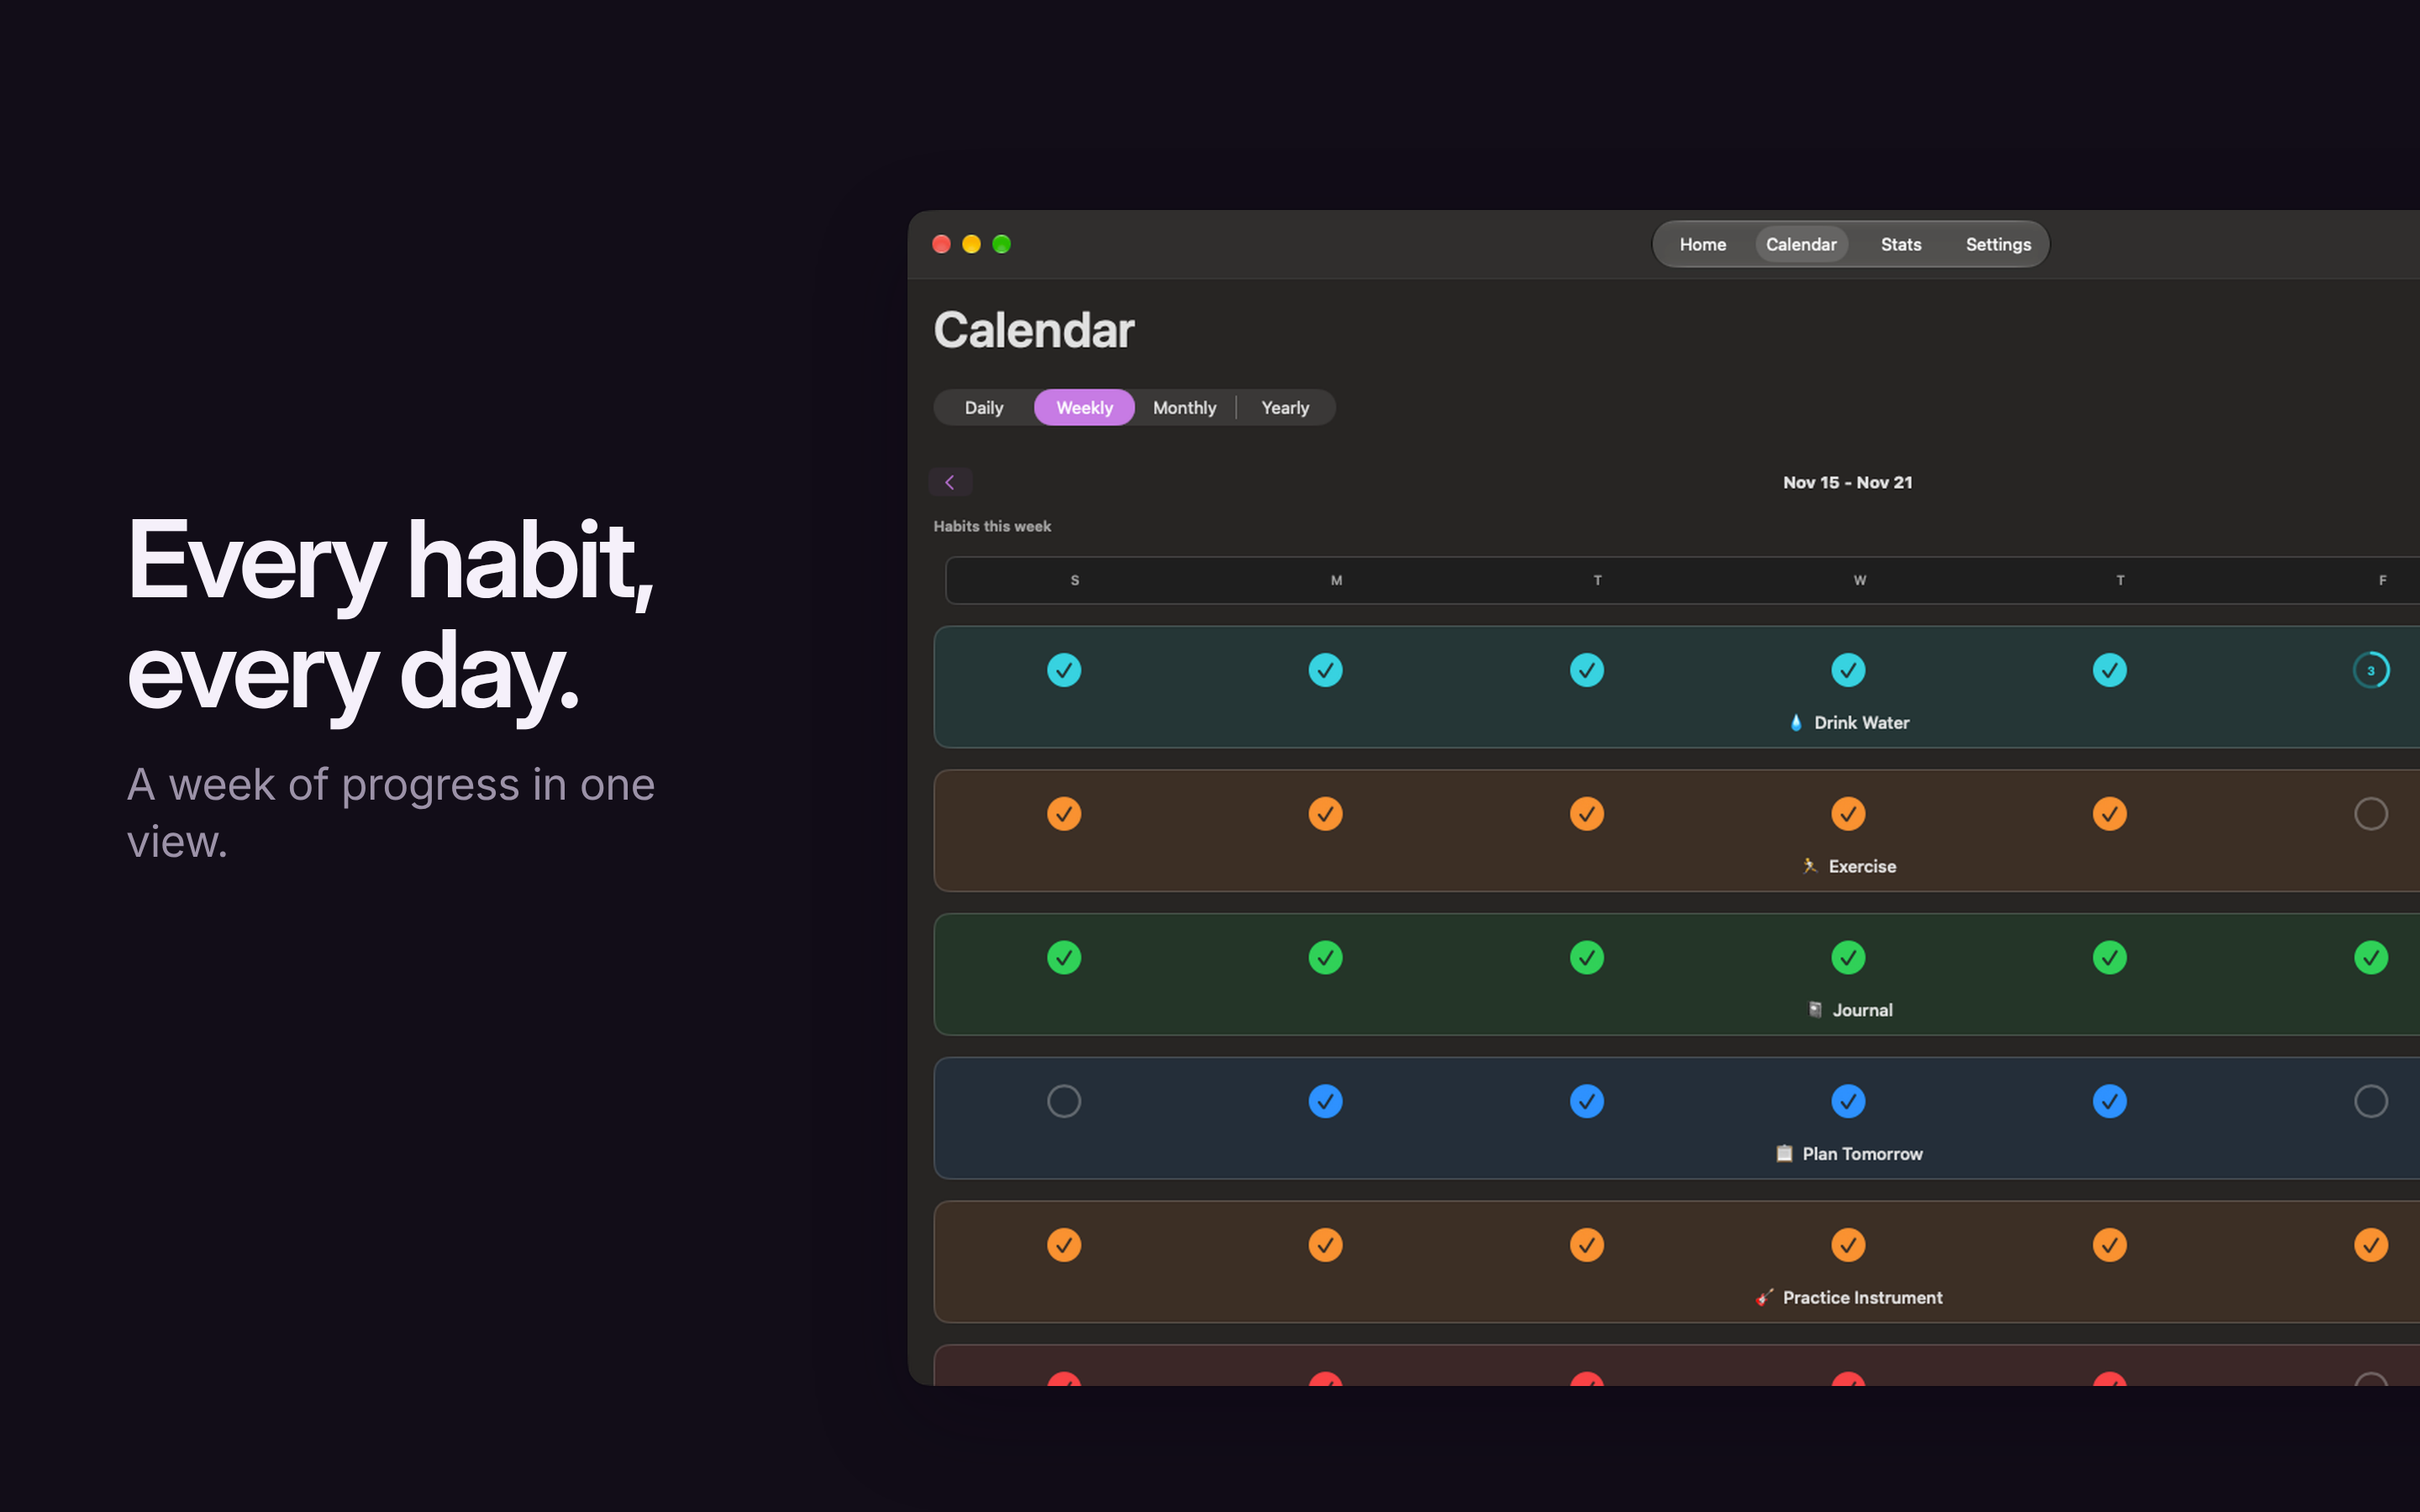 Every habit,
every day.
A week of progress in one
view.
Home Calendar Stats Settings
Calendar
Daily Weekly Monthly Yearly
Nov 15 - Nov 21
Habits this week
S M T W T F
3
Drink Water
Exercise
Journal
Plan Tomorrow
Practice Instrument